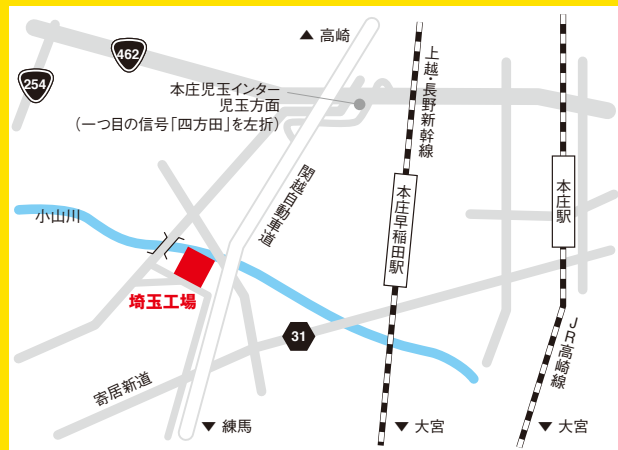 ▲ 高崎
462
254
本庄児玉インター
児玉方面
(一つ目の信号「四方田」を左折)
上越・長野新幹線
関越自動車道
本庄早稲田駅
本庄駅
小山川
埼玉工場
31
JR高崎線
寄居新道
▼ 練馬
▼ 大宮
▼ 大宮